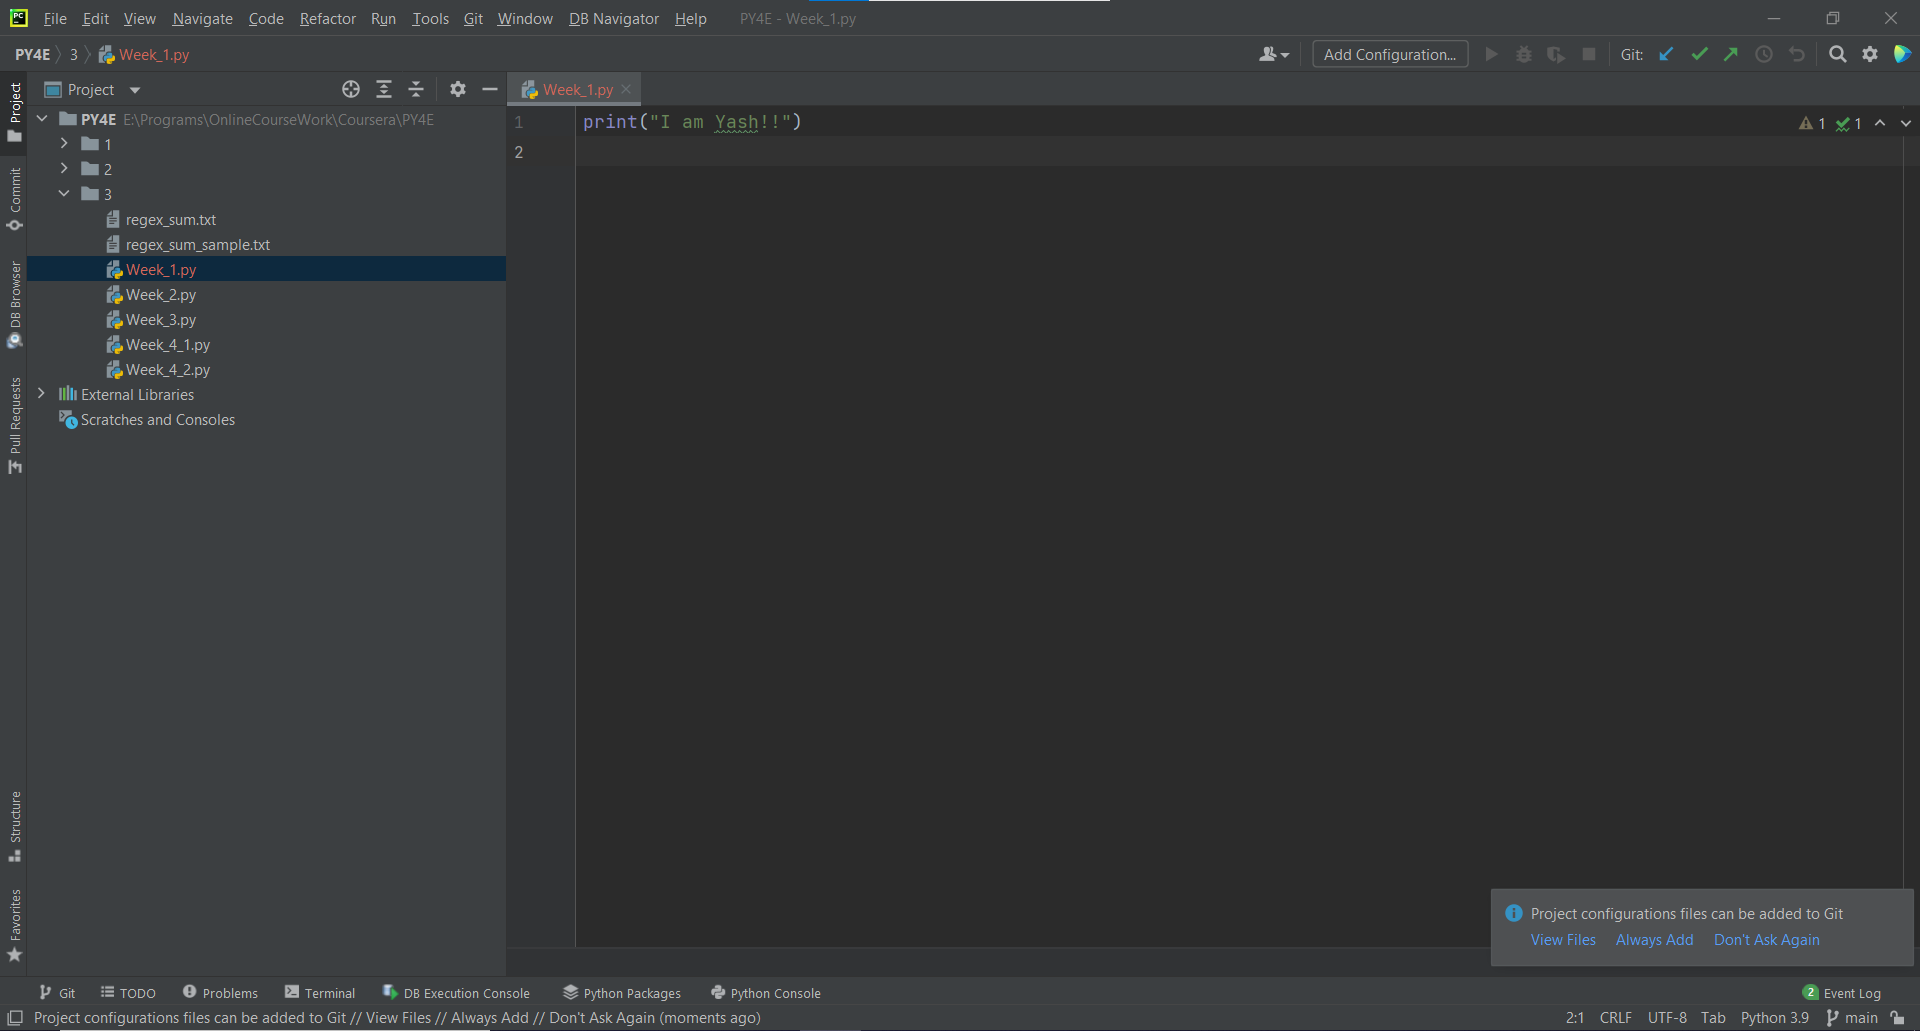 PC File Edit View Navigate Code Refactor Run Tools Git Window DB Navigator Help PY4E - Week_1.py
PY4E 3 Week_1.py Add Configuration... Git:
Project
Week_1.py
PY4E E:\Programs\OnlineCourseWork\Coursera\PY4E
1
2
3
regex_sum.txt
regex_sum_sample.txt
Week_1.py
Week_2.py
Week_3.py
Week_4_1.py
Week_4_2.py
External Libraries
Scratches and Consoles
Project
Commit
DB Browser
Pull Requests
Structure
Favorites
1 print("I am Yash!!")
2
1 1
Project configurations files can be added to Git
View Files Always Add Don't Ask Again
Git TODO Problems Terminal DB Execution Console Python Packages Python Console 2 Event Log
Project configurations files can be added to Git // View Files // Always Add // Don't Ask Again (moments ago) 2:1 CRLF UTF-8 Tab Python 3.9 main